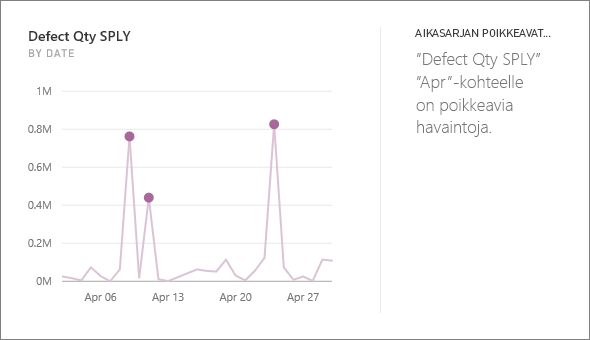 Defect Qty SPLY
BY DATE
1M
0.8M
0.6M
0.4M
0.2M
0M
Apr 06
Apr 13
Apr 20
Apr 27
AIKASARJAN POIKKEAVAT...
”Defect Qty SPLY”
”Apr”-kohteelle
on poikkeavia
havaintoja.